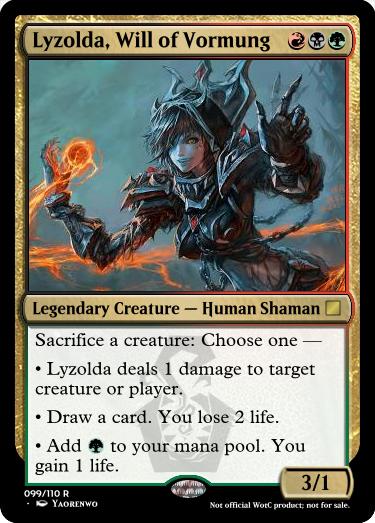 Lyzolda, Will of Vormung
Legendary Creature — Human Shaman
Sacrifice a creature: Choose one —
• Lyzolda deals 1 damage to target
creature or player.
• Draw a card. You lose 2 life.
• Add to your mana pool. You
gain 1 life.
3/1
099/110 R
· Yaorenwo
Not official WotC product; not for sale.